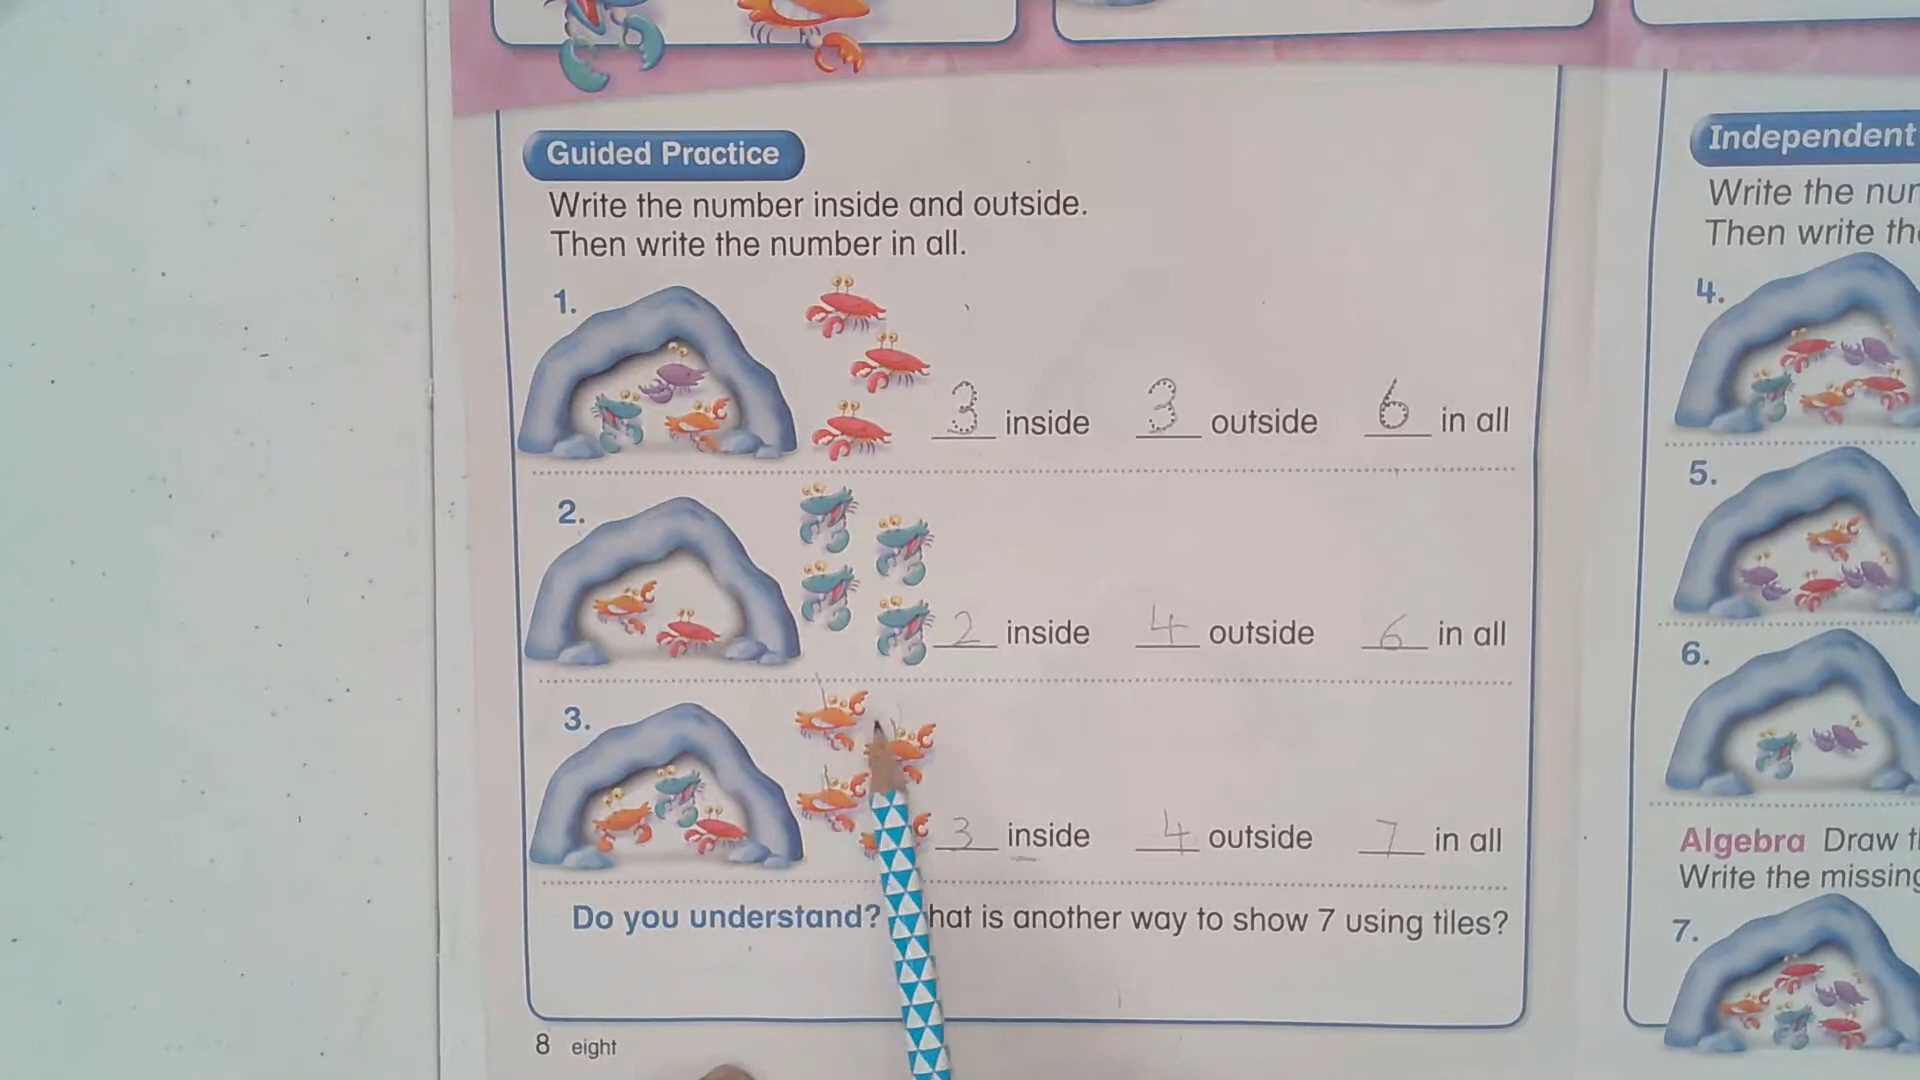 Guided Practice
Write the number inside and outside.
Then write the number in all.
1.
3 inside 3 outside 6 in all
2.
2 inside 4 outside 6 in all
3.
3 inside 4 outside 7 in all
Do you understand? hat is another way to show 7 using tiles?
8 eight
Independent
Write the
Then write
4.
5.
6.
Algebra Draw
Write the missing
7.